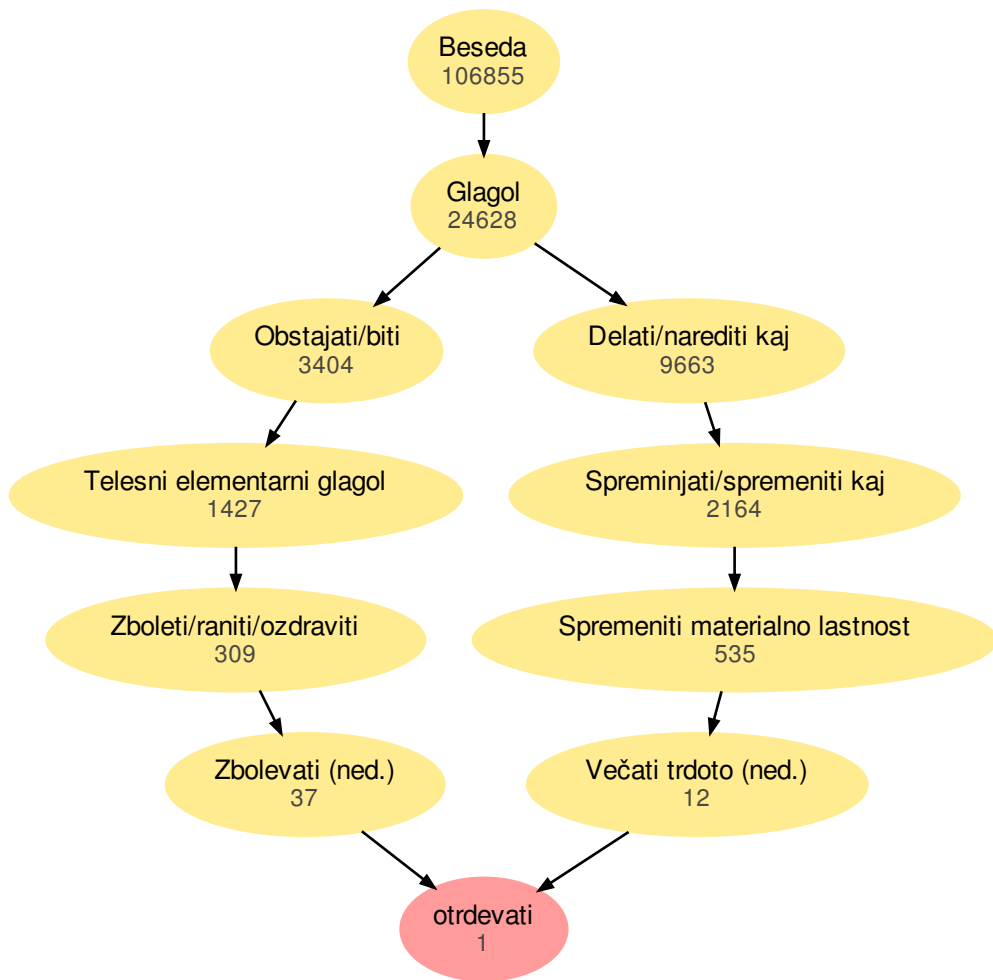 Beseda
106855
Glagol
24628
Obstajati/biti
3404
Delati/narediti kaj
9663
Telesni elementarni glagol
1427
Spreminjati/spremeniti kaj
2164
Zboleti/raniti/ozdraviti
309
Spremeniti materialno lastnost
535
Zbolevati (ned.)
37
Večati trdoto (ned.)
12
otrdevati
1